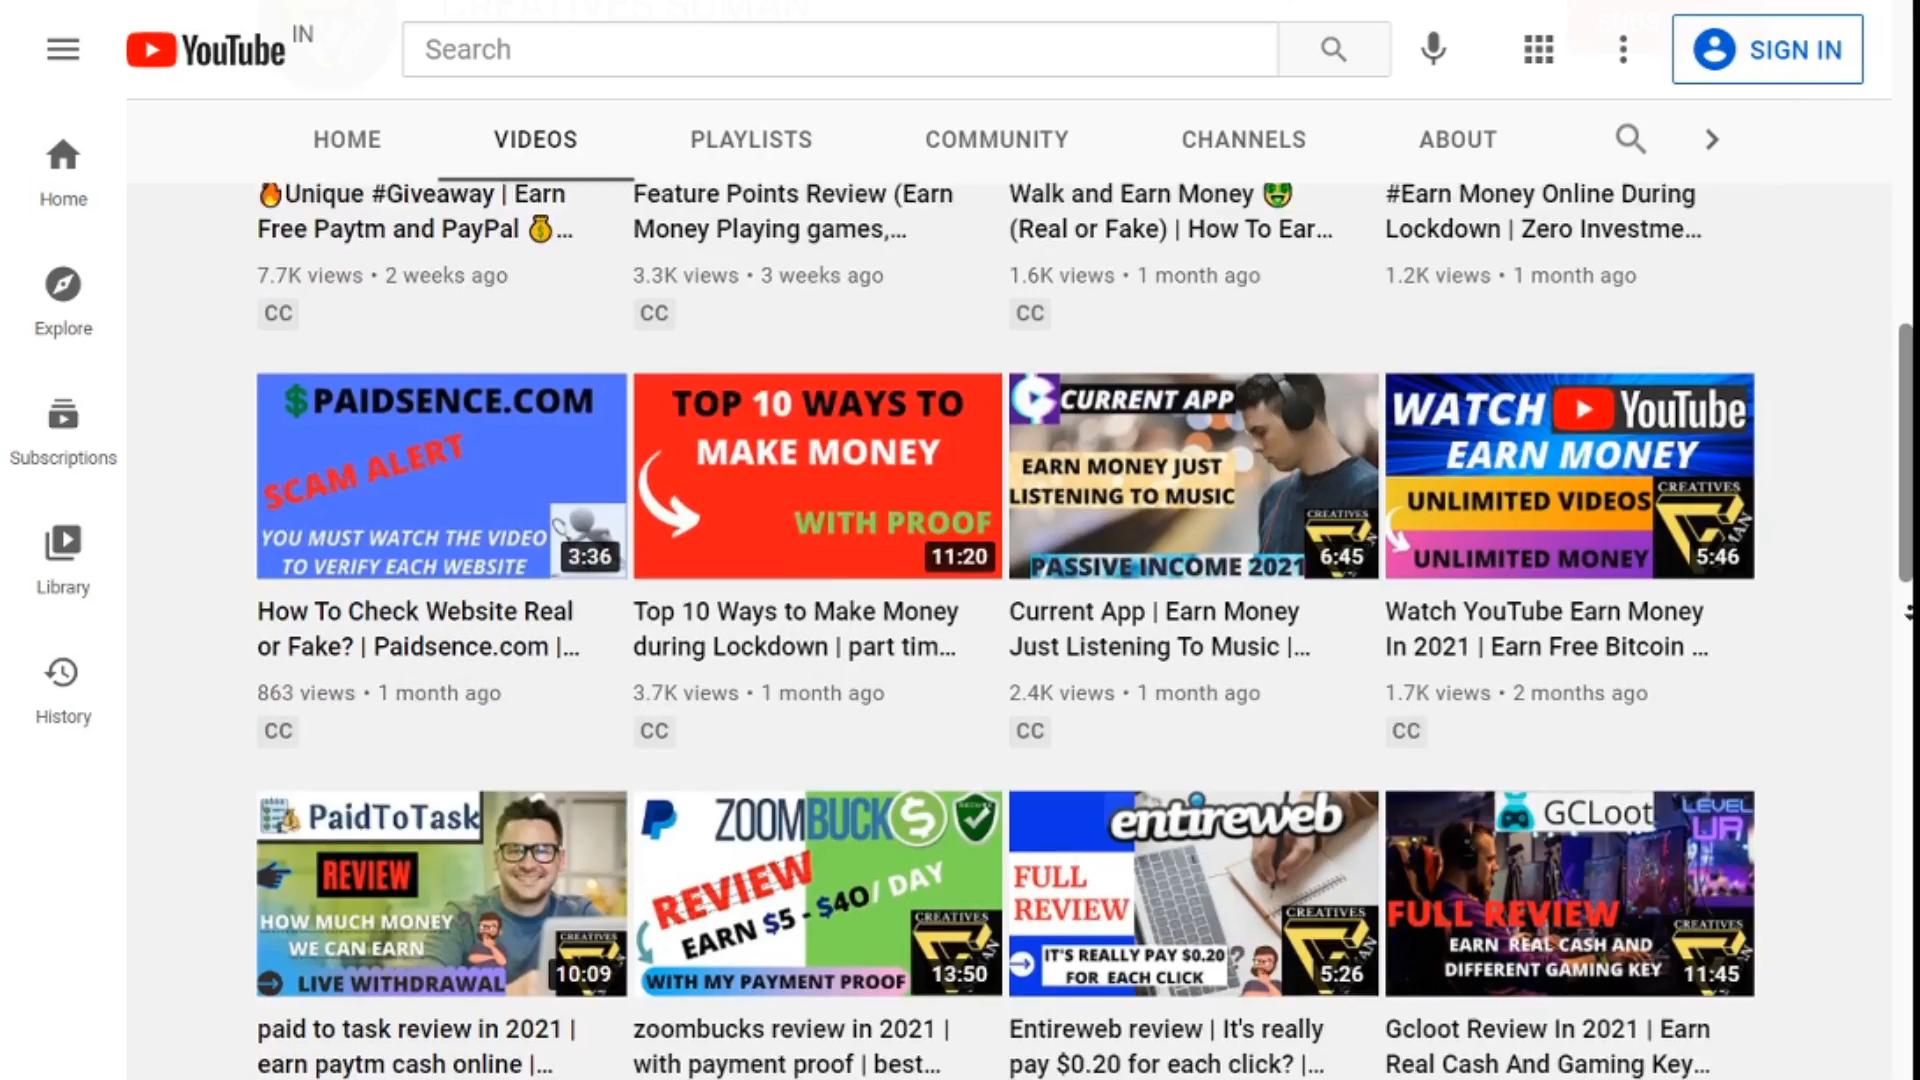 CREATIVES SUMAN
YouTube IN
Search
SIGN IN
HOME VIDEOS PLAYLISTS COMMUNITY CHANNELS ABOUT
Home
Explore
Subscriptions
Library
History
🔥Unique #Giveaway | Earn
Free Paytm and PayPal 💰...
7.7K views • 2 weeks ago
CC
Feature Points Review (Earn
Money Playing games,...
3.3K views • 3 weeks ago
CC
Walk and Earn Money 🤑
(Real or Fake) | How To Ear...
1.6K views • 1 month ago
CC
#Earn Money Online During
Lockdown | Zero Investme...
1.2K views • 1 month ago
$PAIDSENCE.COM
SCAM ALERT
YOU MUST WATCH THE VIDEO
TO VERIFY EACH WEBSITE
3:36
How To Check Website Real
or Fake? | Paidsence.com |...
863 views • 1 month ago
CC
TOP 10 WAYS TO
MAKE MONEY
WITH PROOF
11:20
Top 10 Ways to Make Money
during Lockdown | part tim...
3.7K views • 1 month ago
CC
CURRENT APP
EARN MONEY JUST
LISTENING TO MUSIC
CREATIVES
PASSIVE INCOME 2021
6:45
Current App | Earn Money
Just Listening To Music |...
2.4K views • 1 month ago
CC
WATCH YouTube
EARN MONEY
UNLIMITED VIDEOS
UNLIMITED MONEY
CREATIVES
5:46
Watch YouTube Earn Money
In 2021 | Earn Free Bitcoin ...
1.7K views • 2 months ago
CC
PaidToTask
REVIEW
HOW MUCH MONEY
WE CAN EARN
LIVE WITHDRAWAL
CREATIVES
10:09
paid to task review in 2021 |
earn paytm cash online |...
ZOOMBUCK$
SECURE
REVIEW
EARN $5 - $40 / DAY
WITH MY PAYMENT PROOF
CREATIVES
13:50
zoombucks review in 2021 |
with payment proof | best...
entireweb
FULL
REVIEW
IT'S REALLY PAY $0.20
FOR EACH CLICK
?
CREATIVES
5:26
Entireweb review | It's really
pay $0.20 for each click? |...
GCLoot
LEVEL
UP
FULL REVIEW
EARN REAL CASH AND
DIFFERENT GAMING KEY
CREATIVES
11:45
Gcloot Review In 2021 | Earn
Real Cash And Gaming Key...